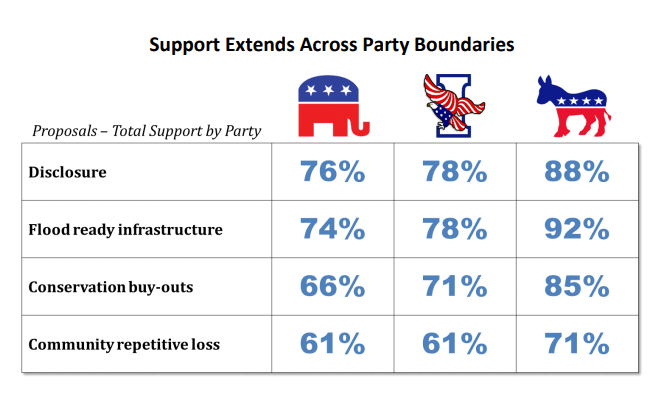 Support Extends Across Party Boundaries
I
Proposals – Total Support by Party
Disclosure 76% 78% 88%
Flood ready infrastructure 74% 78% 92%
Conservation buy-outs 66% 71% 85%
Community repetitive loss 61% 61% 71%